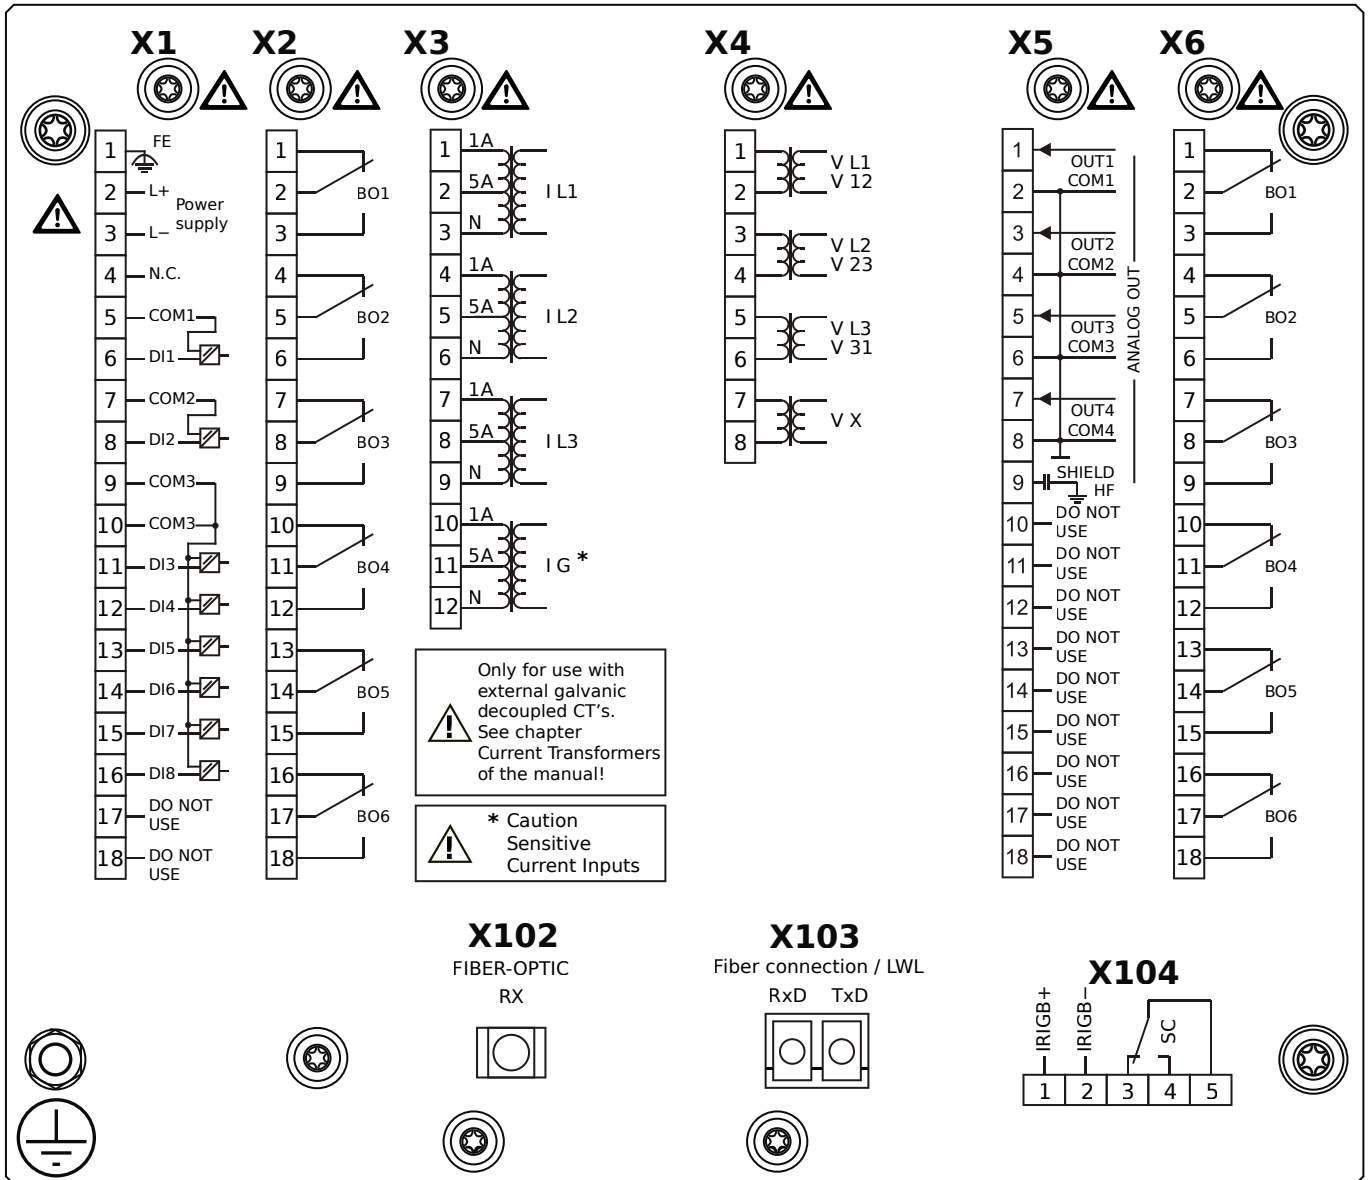 X1 X2 X3 X4 X5 X6
1 FE
2 L+
Power
supply
3 L−
4 N.C.
5 COM1
6 DI1
7 COM2
8 DI2
9 COM3
10 COM3
11 DI3
12 DI4
13 DI5
14 DI6
15 DI7
16 DI8
17 DO NOT
USE
18 DO NOT
USE
1
2 BO1
3
4
5 BO2
6
7
8 BO3
9
10
11 BO4
12
13
14 BO5
15
16
17 BO6
18
1 1A
2 5A I L1
3 N
4 1A
5 5A I L2
6 N
7 1A
8 5A I L3
9 N
10 1A
11 5A I G *
12 N
Only for use with
external galvanic
decoupled CT's.
See chapter
Current Transformers
of the manual!
* Caution
Sensitive
Current Inputs
1 V L1
2 V 12
3 V L2
4 V 23
5 V L3
6 V 31
7 V X
8
1 OUT1
2 COM1
3 OUT2
4 COM2
5 OUT3
6 COM3
7 OUT4
8 COM4
ANALOG OUT
9 SHIELD
HF
10 DO NOT
USE
11 DO NOT
USE
12 DO NOT
USE
13 DO NOT
USE
14 DO NOT
USE
15 DO NOT
USE
16 DO NOT
USE
17 DO NOT
USE
18 DO NOT
USE
1
2 BO1
3
4
5 BO2
6
7
8 BO3
9
10
11 BO4
12
13
14 BO5
15
16
17 BO6
18
X102
FIBER-OPTIC
RX
X103
Fiber connection / LWL
RxD TxD
X104
IRIGB+ IRIGB− SC
1 2 3 4 5